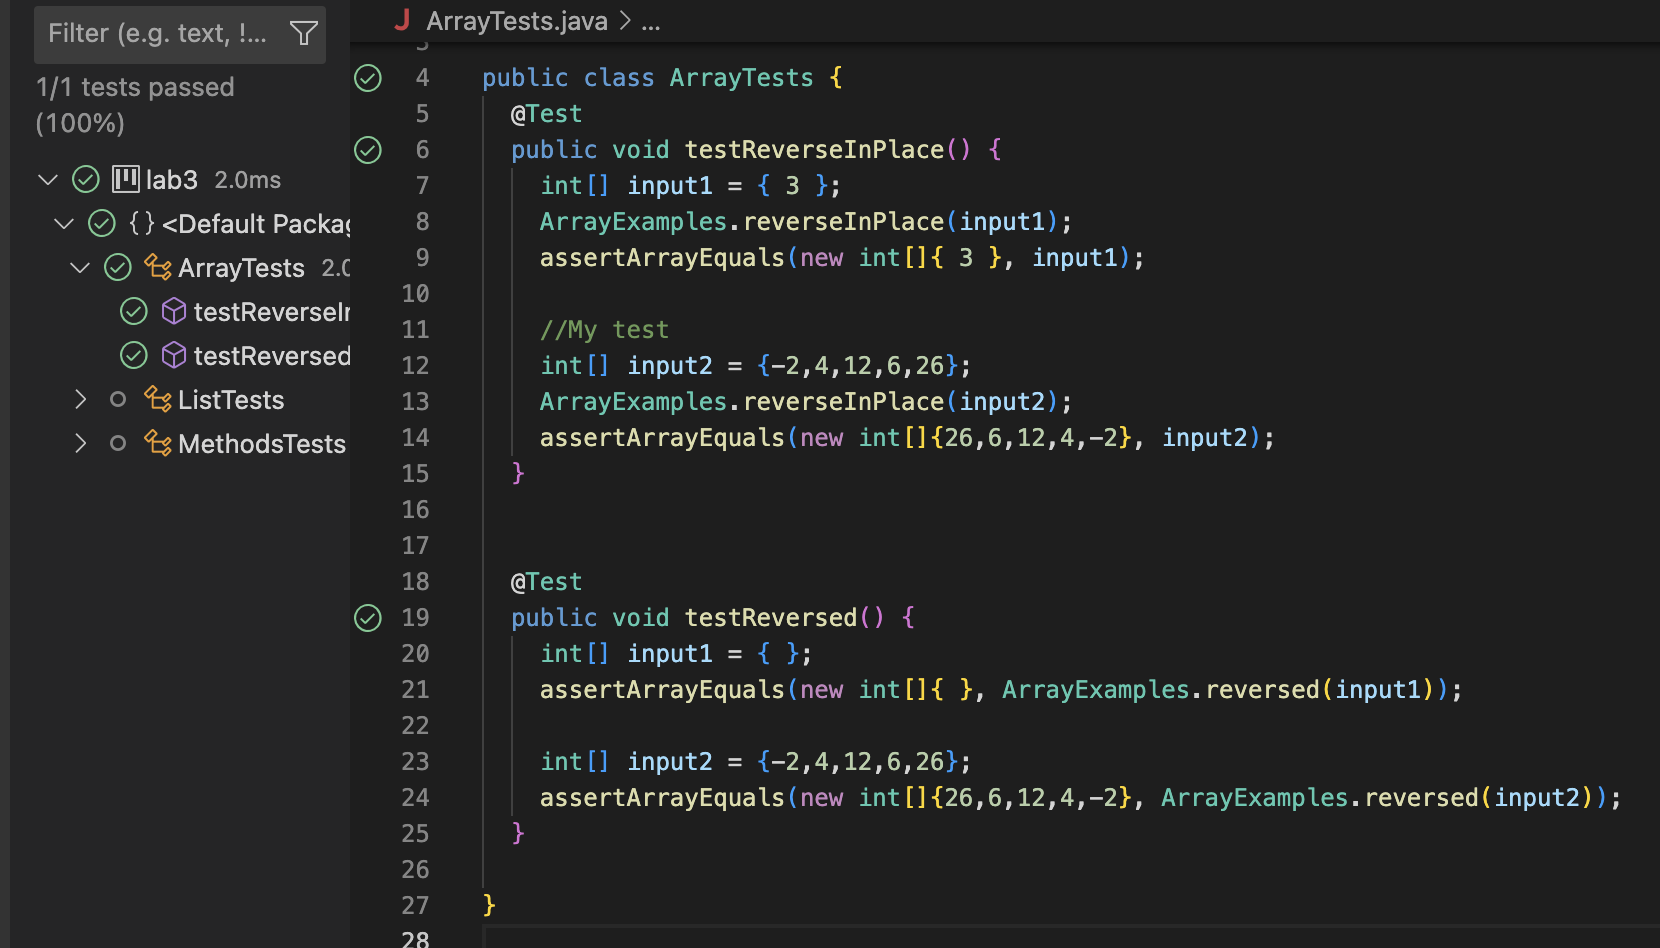 Filter (e.g. text, !...
1/1 tests passed
(100%)
lab3 2.0ms
{} <Default Packag
ArrayTests 2.0
testReverseIn
testReversed
ListTests
MethodsTests
J ArrayTests.java > ...
3
4 public class ArrayTests {
5 @Test
6 public void testReverseInPlace() {
7 int[] input1 = { 3 };
8 ArrayExamples.reverseInPlace(input1);
9 assertArrayEquals(new int[]{ 3 }, input1);
10
11 //My test
12 int[] input2 = {-2,4,12,6,26};
13 ArrayExamples.reverseInPlace(input2);
14 assertArrayEquals(new int[]{26,6,12,4,-2}, input2);
15 }
16
17
18 @Test
19 public void testReversed() {
20 int[] input1 = { };
21 assertArrayEquals(new int[]{ }, ArrayExamples.reversed(input1));
22
23 int[] input2 = {-2,4,12,6,26};
24 assertArrayEquals(new int[]{26,6,12,4,-2}, ArrayExamples.reversed(input2));
25 }
26
27 }
28